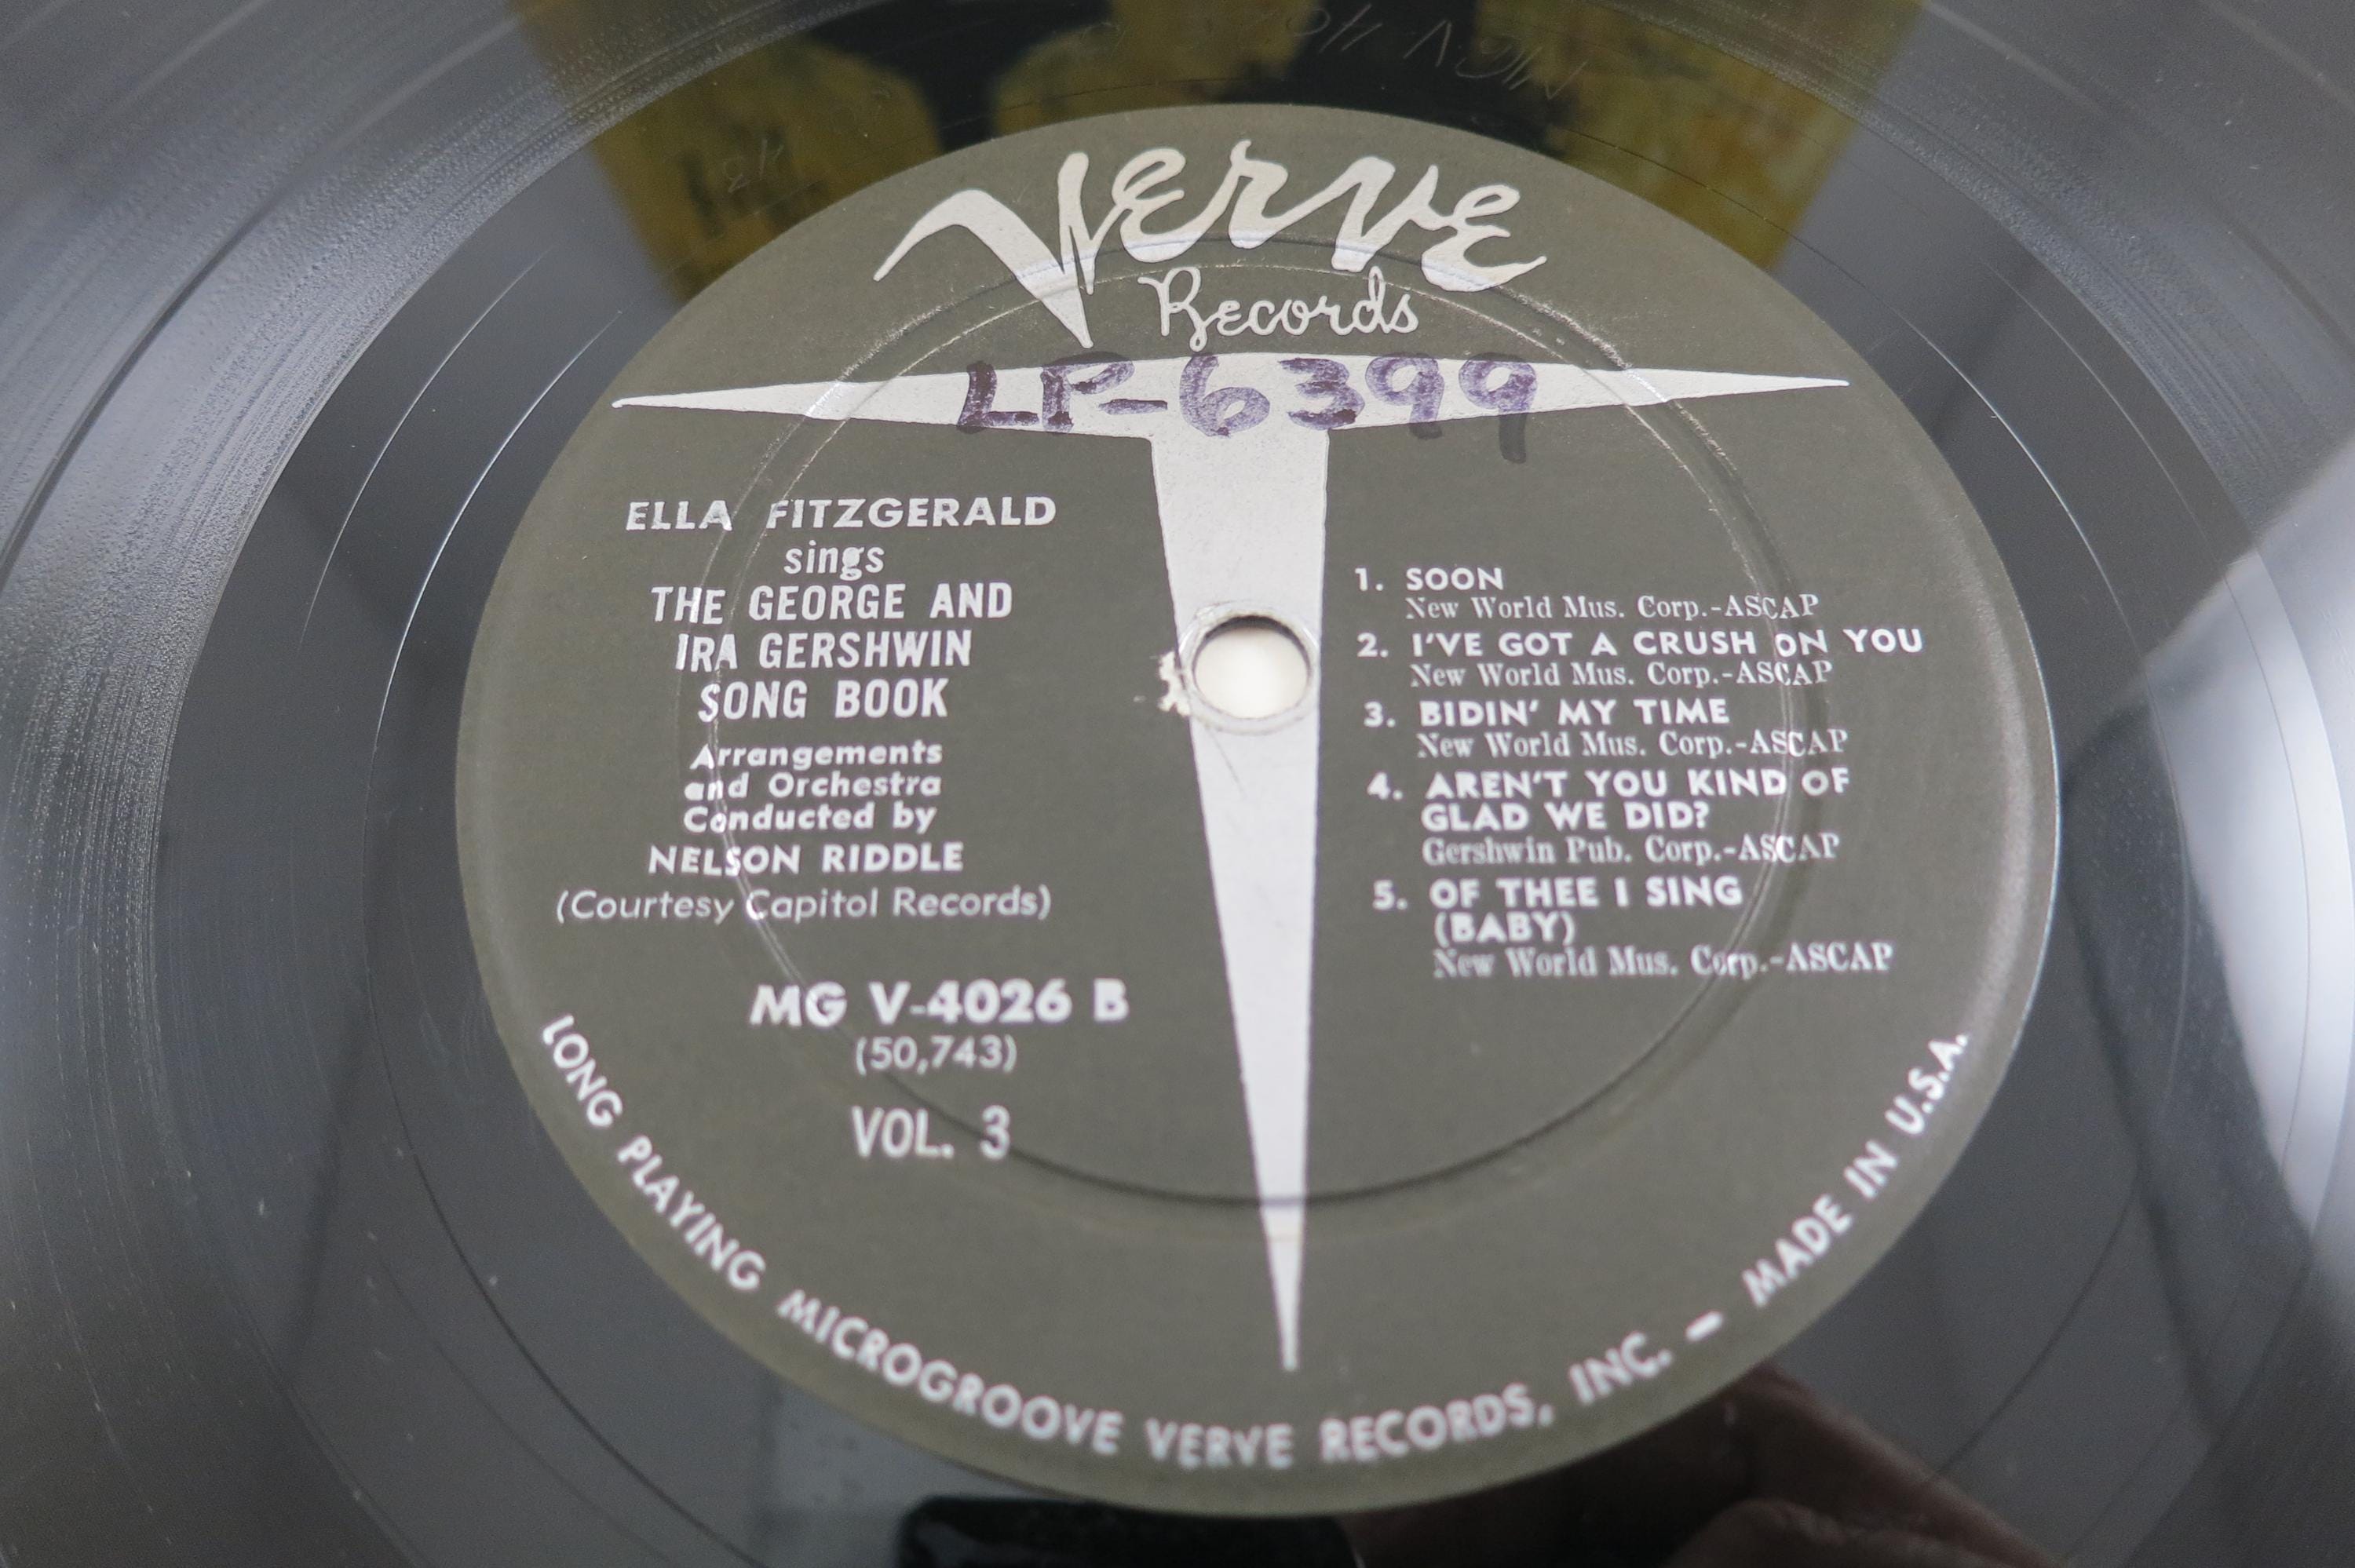 Verve
Records
LP-6399
ELLA FITZGERALD
sings
THE GEORGE AND
IRA GERSHWIN
SONG BOOK
Arrangements
and Orchestra
Conducted by
NELSON RIDDLE
(Courtesy Capitol Records)
MG V-4026 B
(50,743)
VOL. 3
1. SOON
New World Mus. Corp.-ASCAP
2. I'VE GOT A CRUSH ON YOU
New World Mus. Corp.-ASCAP
3. BIDIN' MY TIME
New World Mus. Corp.-ASCAP
4. AREN'T YOU KIND OF
GLAD WE DID?
Gershwin Pub. Corp.-ASCAP
5. OF THEE I SING
(BABY)
New World Mus. Corp.-ASCAP
LONG PLAYING MICROGROOVE VERVE RECORDS, INC. – MADE IN U.S.A.